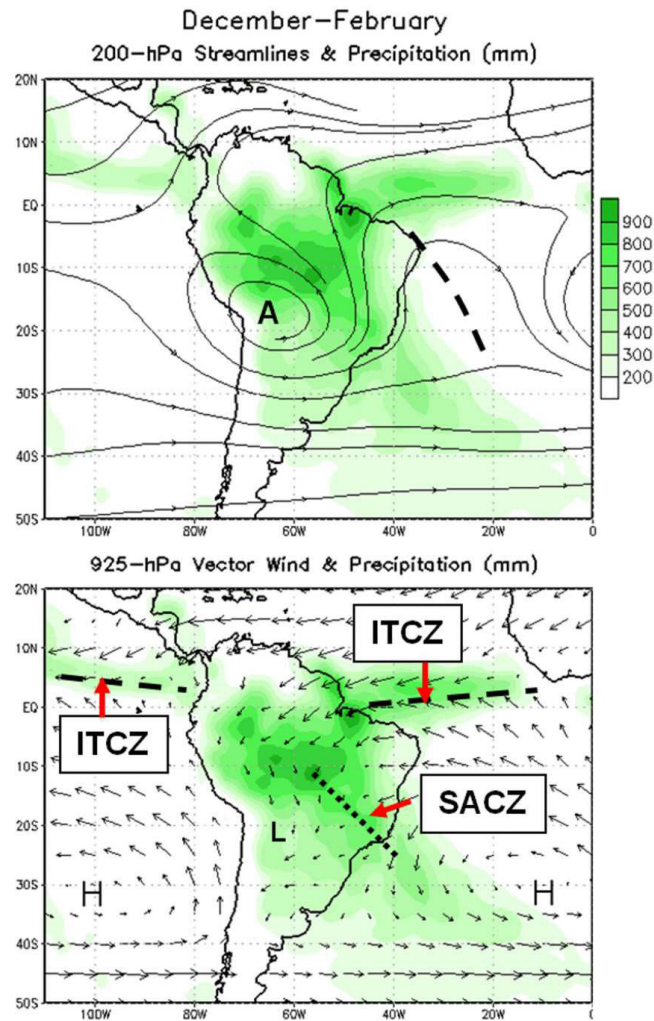 December-February
200-hPa Streamlines & Precipitation (mm)
20N
10N
EQ
10S
20S
30S
40S
50S
A
100W
80W
60W
40W
20W
0
900
800
700
600
500
400
300
200
925-hPa Vector Wind & Precipitation (mm)
20N
10N
EQ
10S
20S
30S
40S
50S
ITCZ
ITCZ
SACZ
L
H
H
100W
80W
60W
40W
20W
0